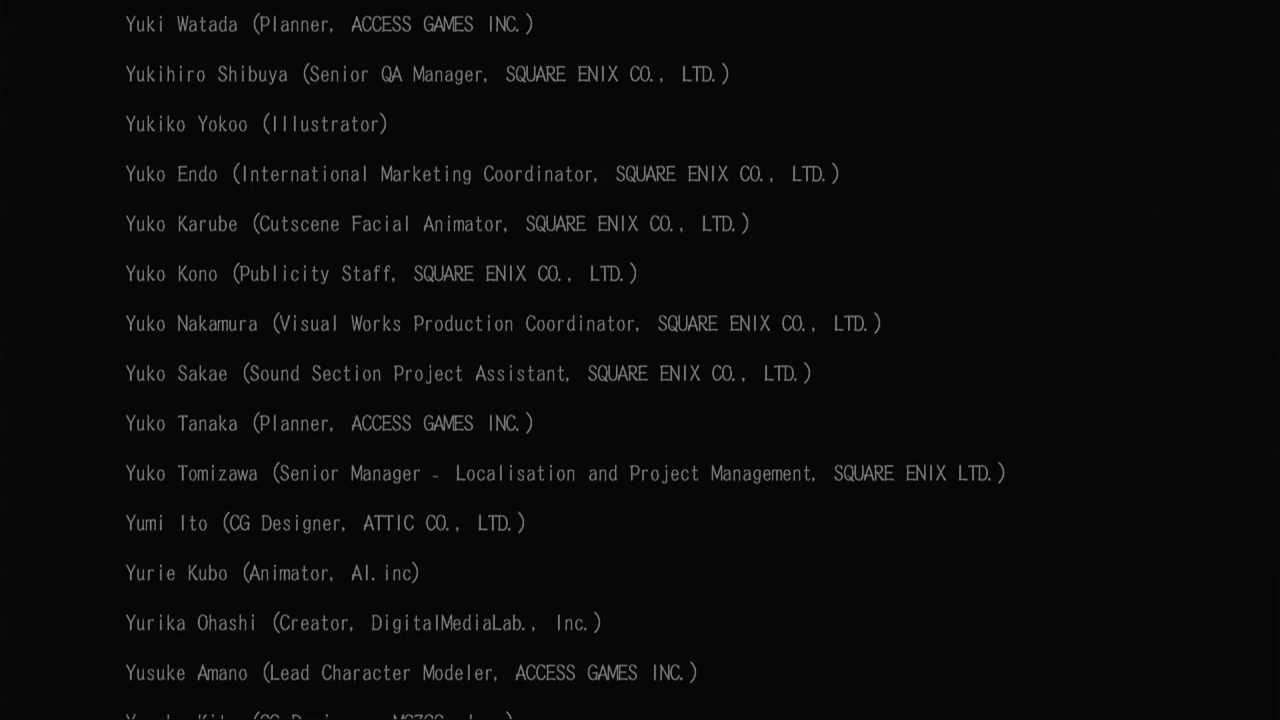 Yuki Watada (Planner, ACCESS GAMES INC.)
Yukihiro Shibuya (Senior QA Manager, SQUARE ENIX CO., LTD.)
Yukiko Yokoo (Illustrator)
Yuko Endo (International Marketing Coordinator, SQUARE ENIX CO., LTD.)
Yuko Karube (Cutscene Facial Animator, SQUARE ENIX CO., LTD.)
Yuko Kono (Publicity Staff, SQUARE ENIX CO., LTD.)
Yuko Nakamura (Visual Works Production Coordinator, SQUARE ENIX CO., LTD.)
Yuko Sakae (Sound Section Project Assistant, SQUARE ENIX CO., LTD.)
Yuko Tanaka (Planner, ACCESS GAMES INC.)
Yuko Tomizawa (Senior Manager - Localisation and Project Management, SQUARE ENIX LTD.)
Yumi Ito (CG Designer, ATTIC CO., LTD.)
Yurie Kubo (Animator, AI.inc)
Yurika Ohashi (Creator, DigitalMediaLab., Inc.)
Yusuke Amano (Lead Character Modeler, ACCESS GAMES INC.)